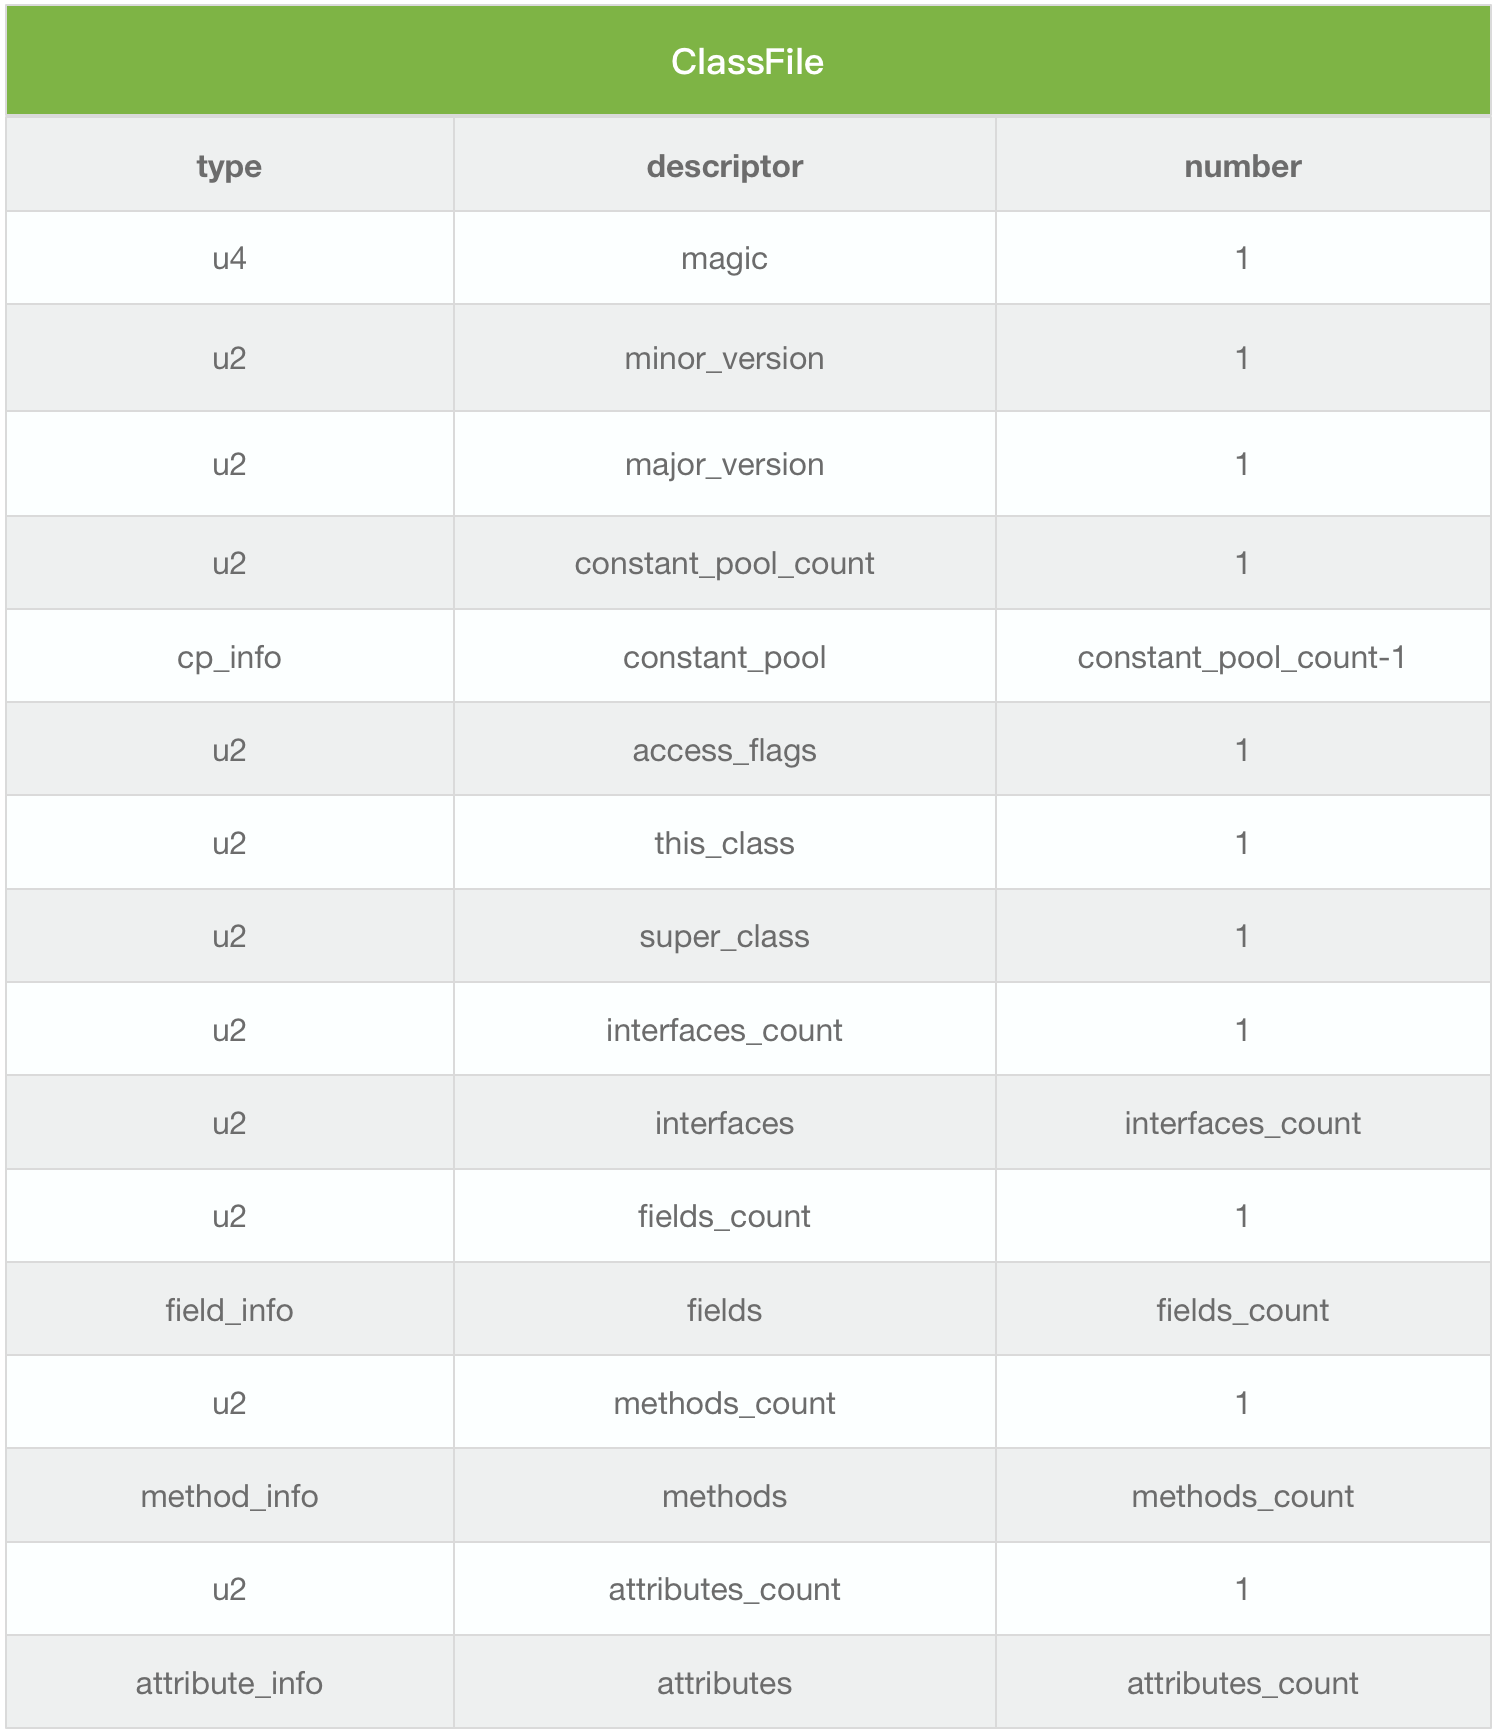 ClassFile
type descriptor number
u4 magic 1
u2 minor_version 1
u2 major_version 1
u2 constant_pool_count 1
cp_info constant_pool constant_pool_count-1
u2 access_flags 1
u2 this_class 1
u2 super_class 1
u2 interfaces_count 1
u2 interfaces interfaces_count
u2 fields_count 1
field_info fields fields_count
u2 methods_count 1
method_info methods methods_count
u2 attributes_count 1
attribute_info attributes attributes_count